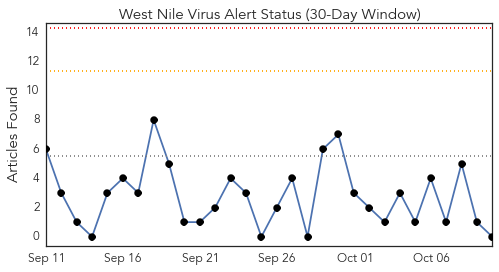 West Nile Virus Alert Status (30-Day Window)
Articles Found
14
12
10
8
6
4
2
0
Sep 11 Sep 16 Sep 21 Sep 26 Oct 01 Oct 06